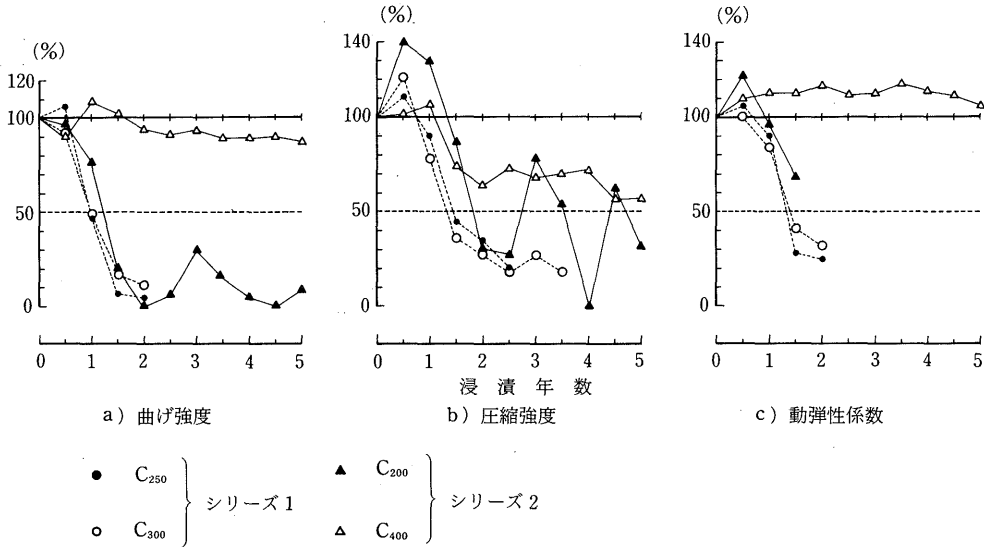 (%)
120
100
50
0
0 1 2 3 4 5
a）曲げ強度
(%)
140
100
50
0
0 1 2 3 4 5
浸漬年数
b）圧縮強度
(%)
140
100
50
0
0 1 2 3 4 5
c）動弾性係数
● C₂₅₀
○ C₃₀₀
シリーズ1
▲ C₂₀₀
△ C₄₀₀
シリーズ2